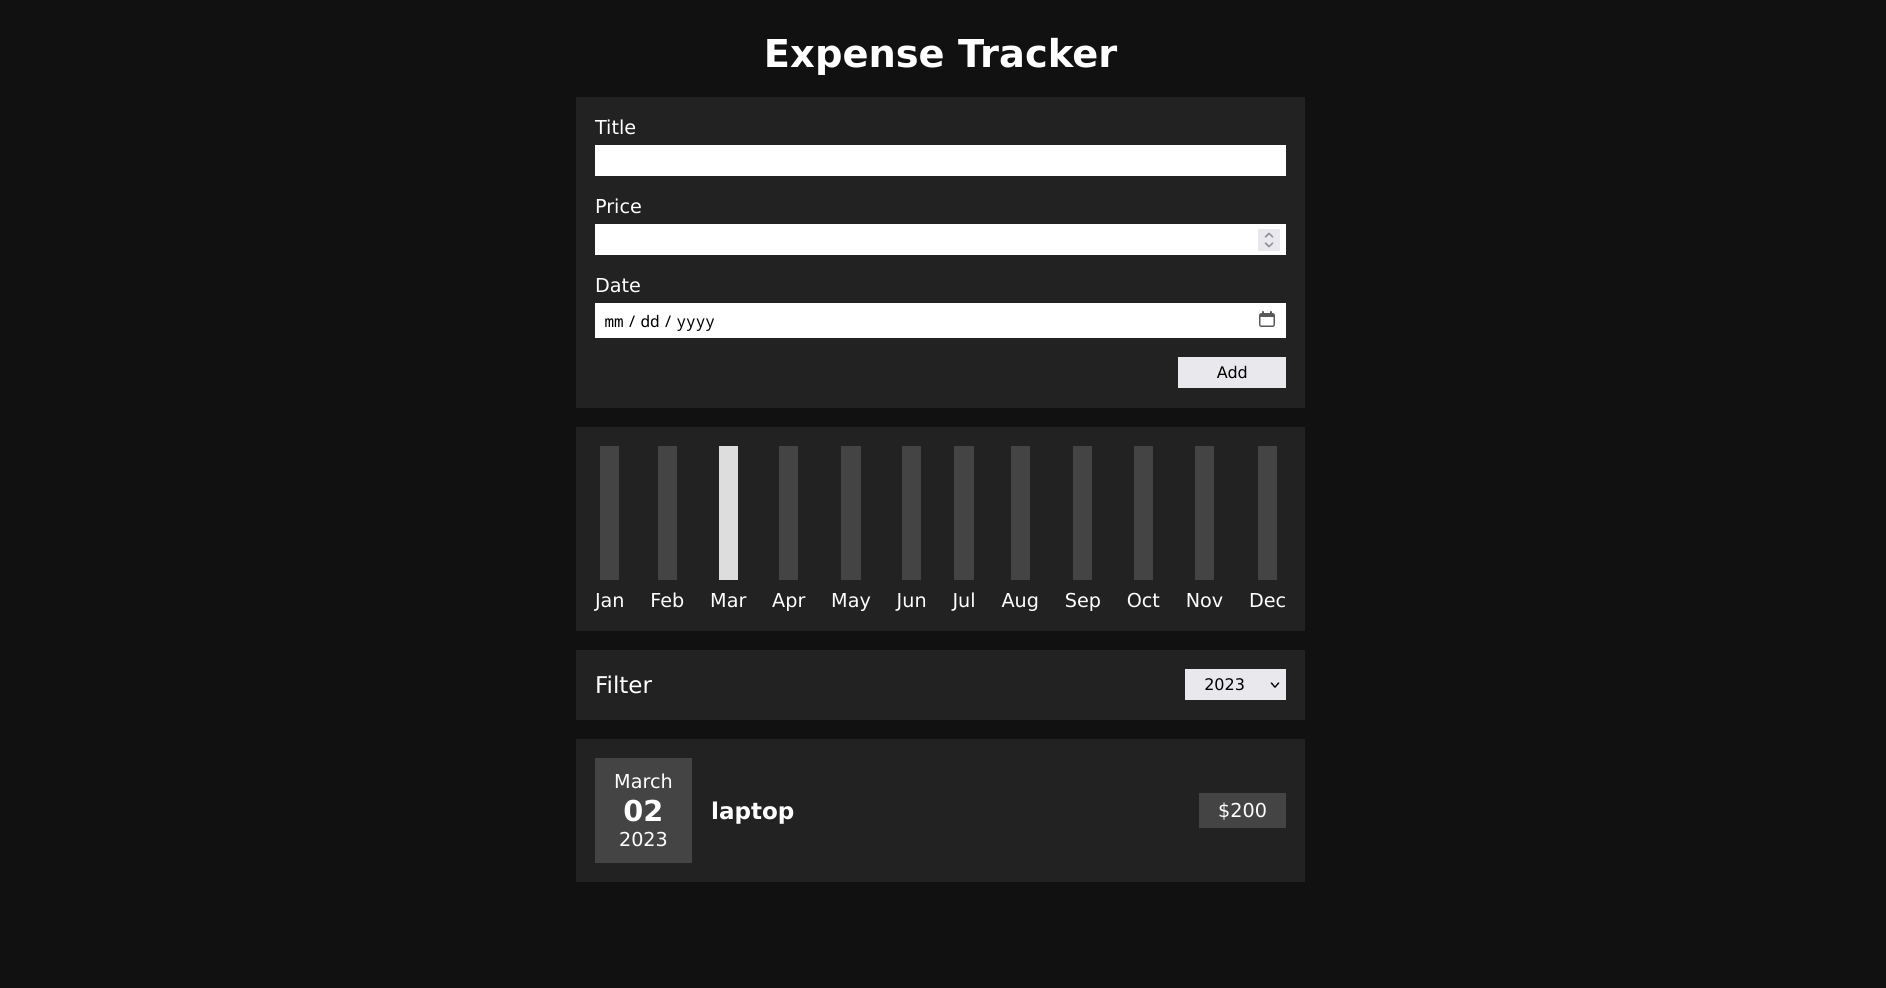 Expense Tracker
Title
Price
Date
mm / dd / yyyy
Add
Jan Feb Mar Apr May Jun Jul Aug Sep Oct Nov Dec
Filter
2023
March
02
2023
laptop
$200